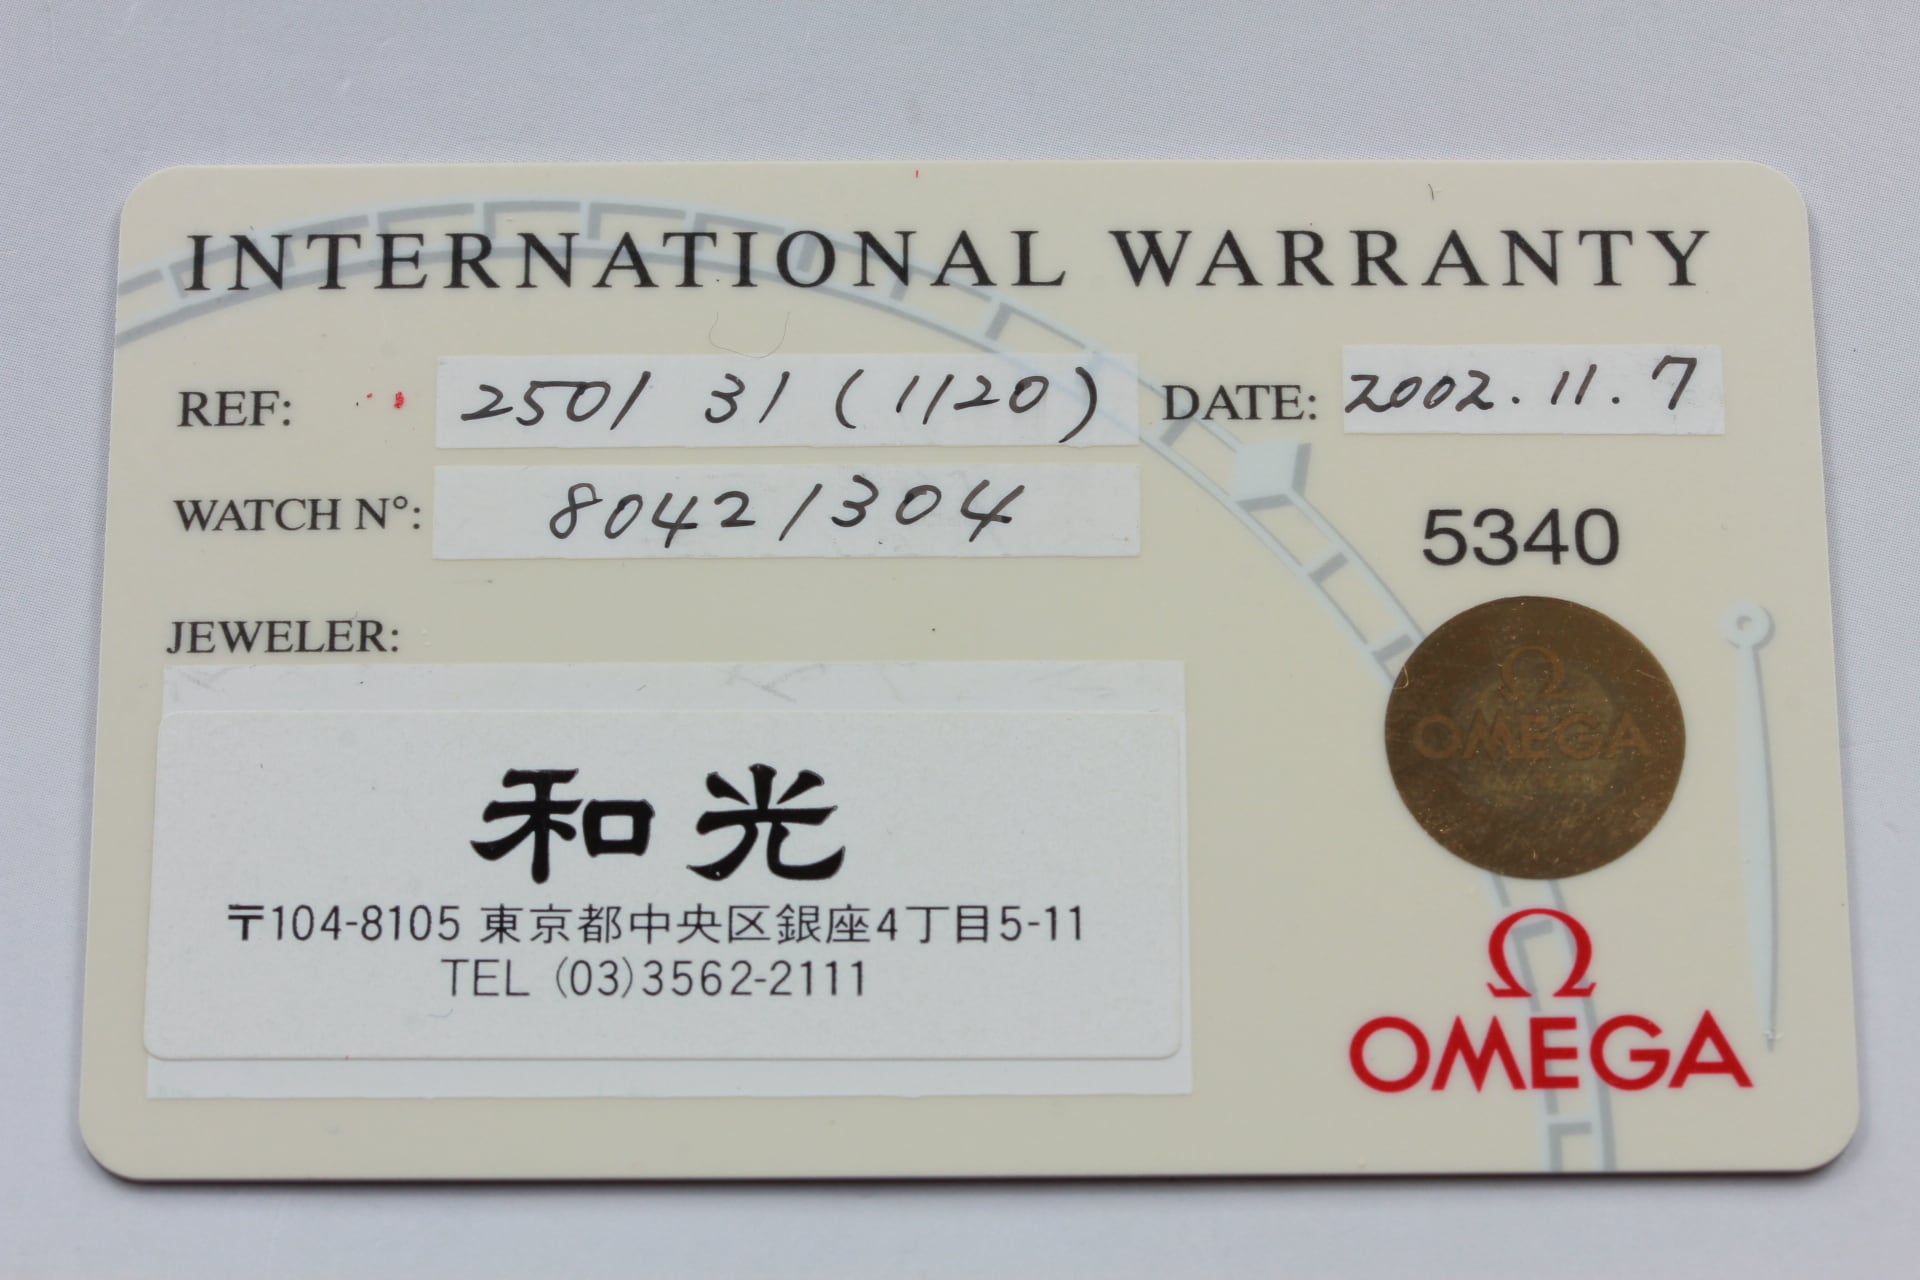 INTERNATIONAL WARRANTY
REF: 2501 31 (1120) DATE: 2002.11.7
WATCH N°: 80421304
5340
JEWELER:
Ω
OMEGA
和光
〒104-8105 東京都中央区銀座4丁目5-11
TEL (03)3562-2111
Ω
OMEGA